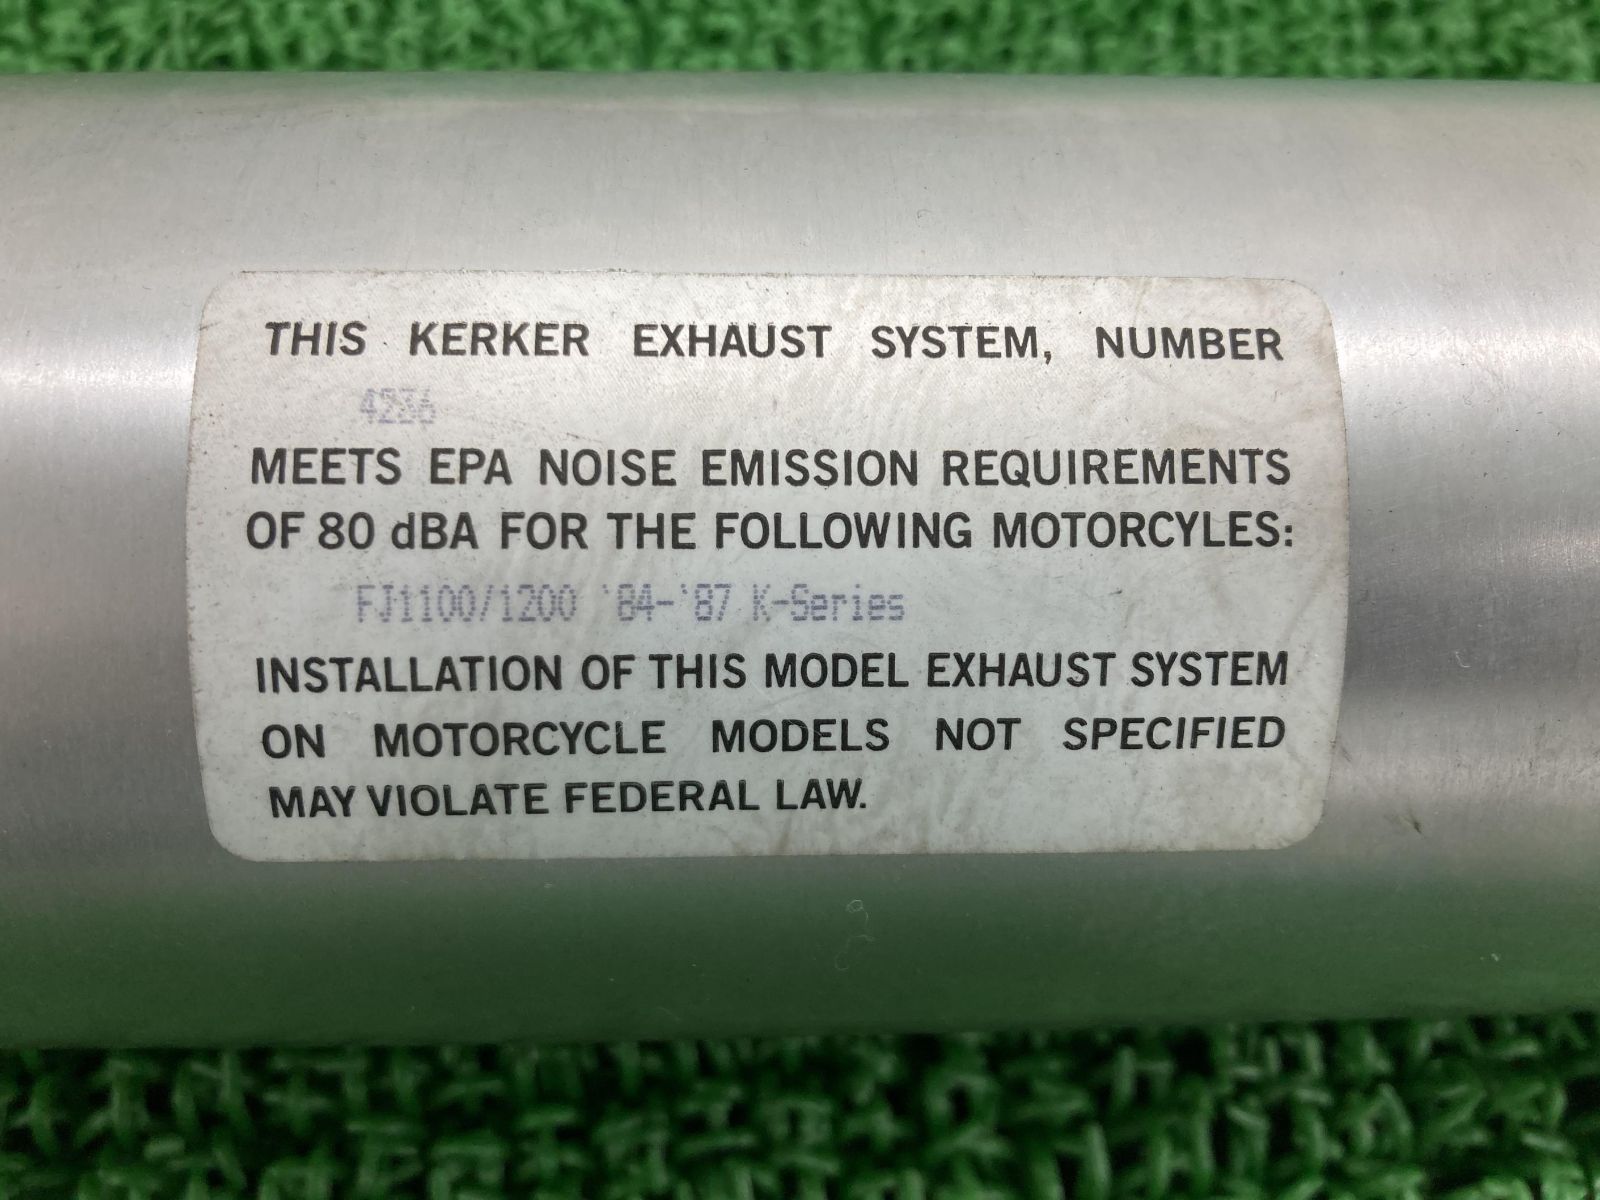 THIS KERKER EXHAUST SYSTEM, NUMBER
4236
MEETS EPA NOISE EMISSION REQUIREMENTS
OF 80 dBA FOR THE FOLLOWING MOTORCYLES:
FJ1100/1200 '84-'87 K-Series
INSTALLATION OF THIS MODEL EXHAUST SYSTEM
ON MOTORCYCLE MODELS NOT SPECIFIED
MAY VIOLATE FEDERAL LAW.